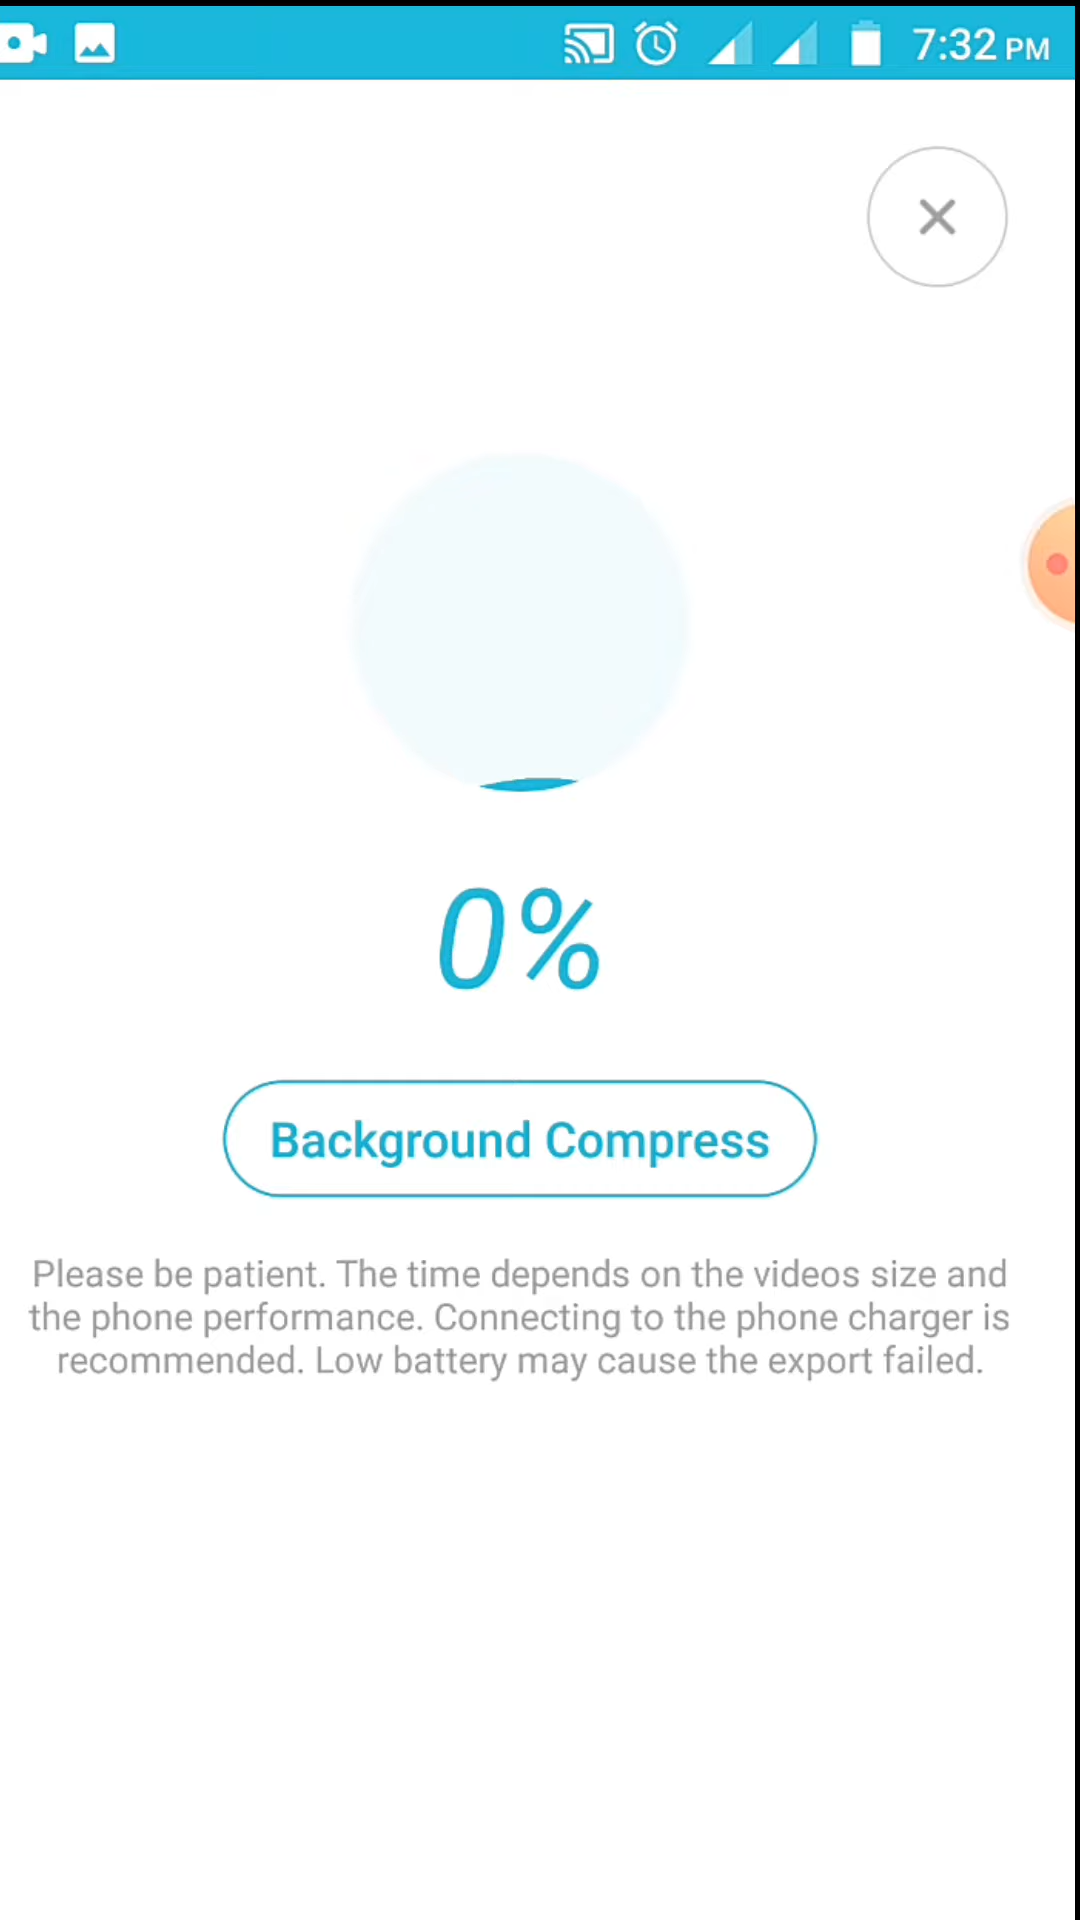 7:32 PM
0%
Background Compress
Please be patient. The time depends on the videos size and
the phone performance. Connecting to the phone charger is
recommended. Low battery may cause the export failed.